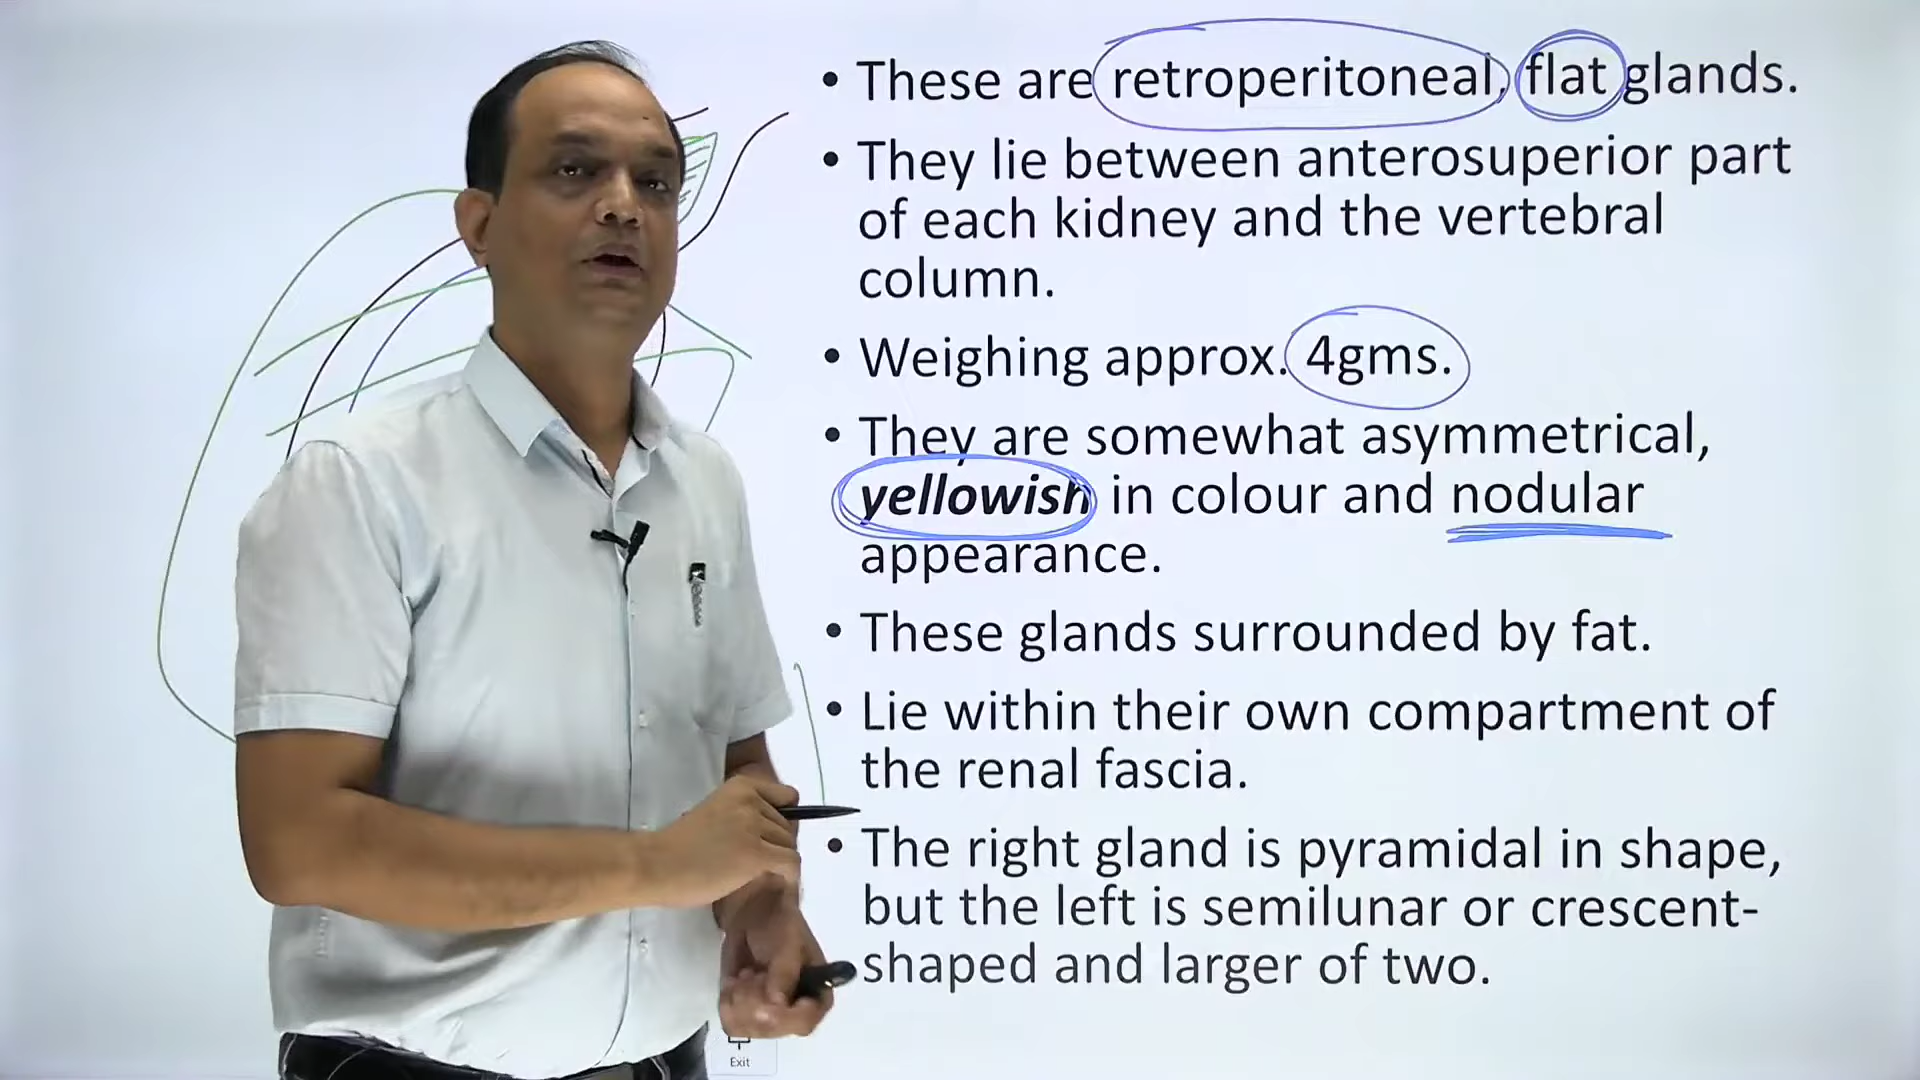 • These are retroperitoneal, flat glands.
• They lie between anterosuperior part
of each kidney and the vertebral
column.
• Weighing approx. 4gms.
• They are somewhat asymmetrical,
yellowish in colour and nodular
appearance.
• These glands surrounded by fat.
• Lie within their own compartment of
the renal fascia.
• The right gland is pyramidal in shape,
but the left is semilunar or crescent-
shaped and larger of two.
Exit